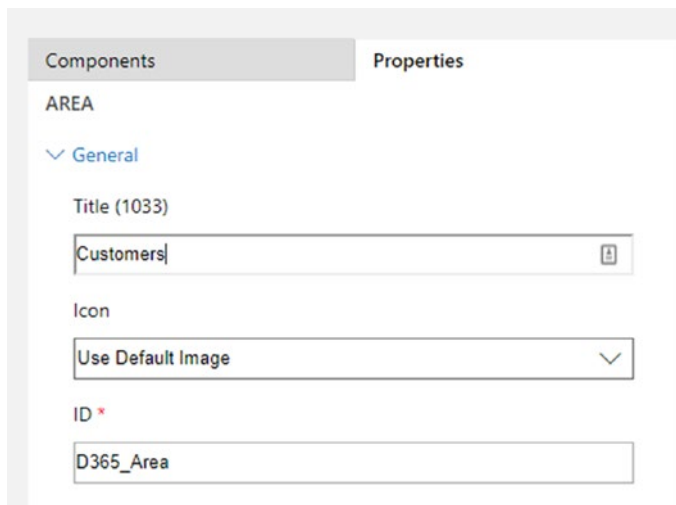 Components
Properties
AREA
General
Title (1033)
Customers
Icon
Use Default Image
ID *
D365_Area